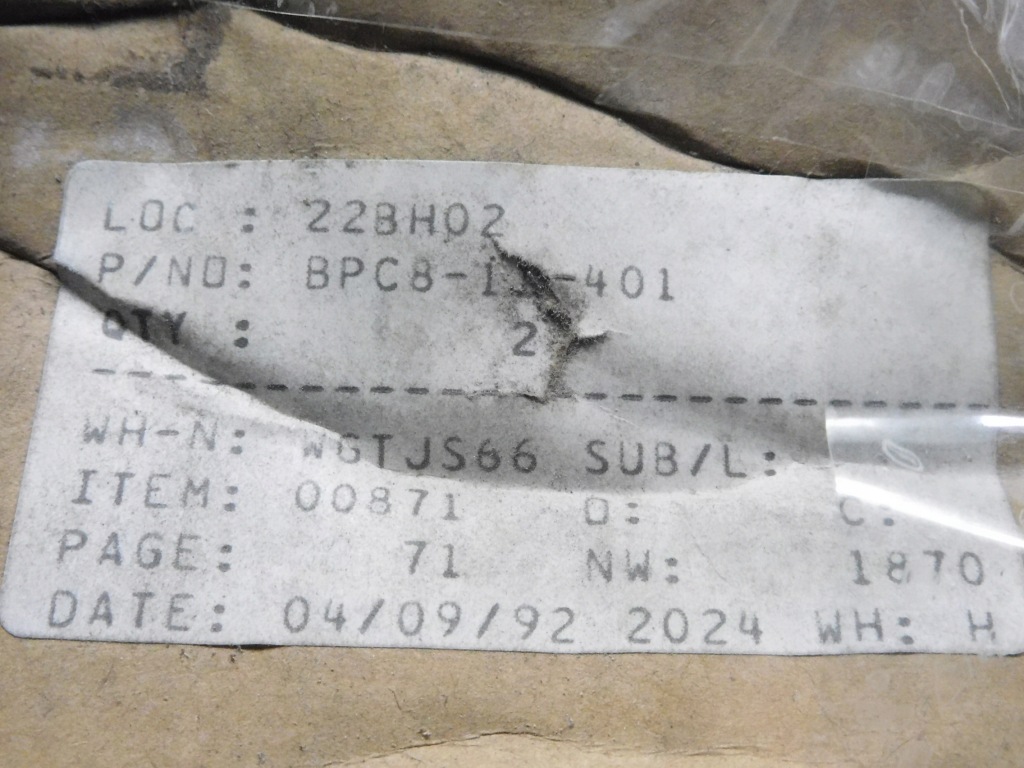 LOC : 22BH02
P/NO:
QTY : 2
--------------------------
WH-N: WGTJS66 SUB/L:
ITEM: 00871 D: C:
PAGE: 71 NW: 1870
DATE: 04/09/92 2024 WH: H